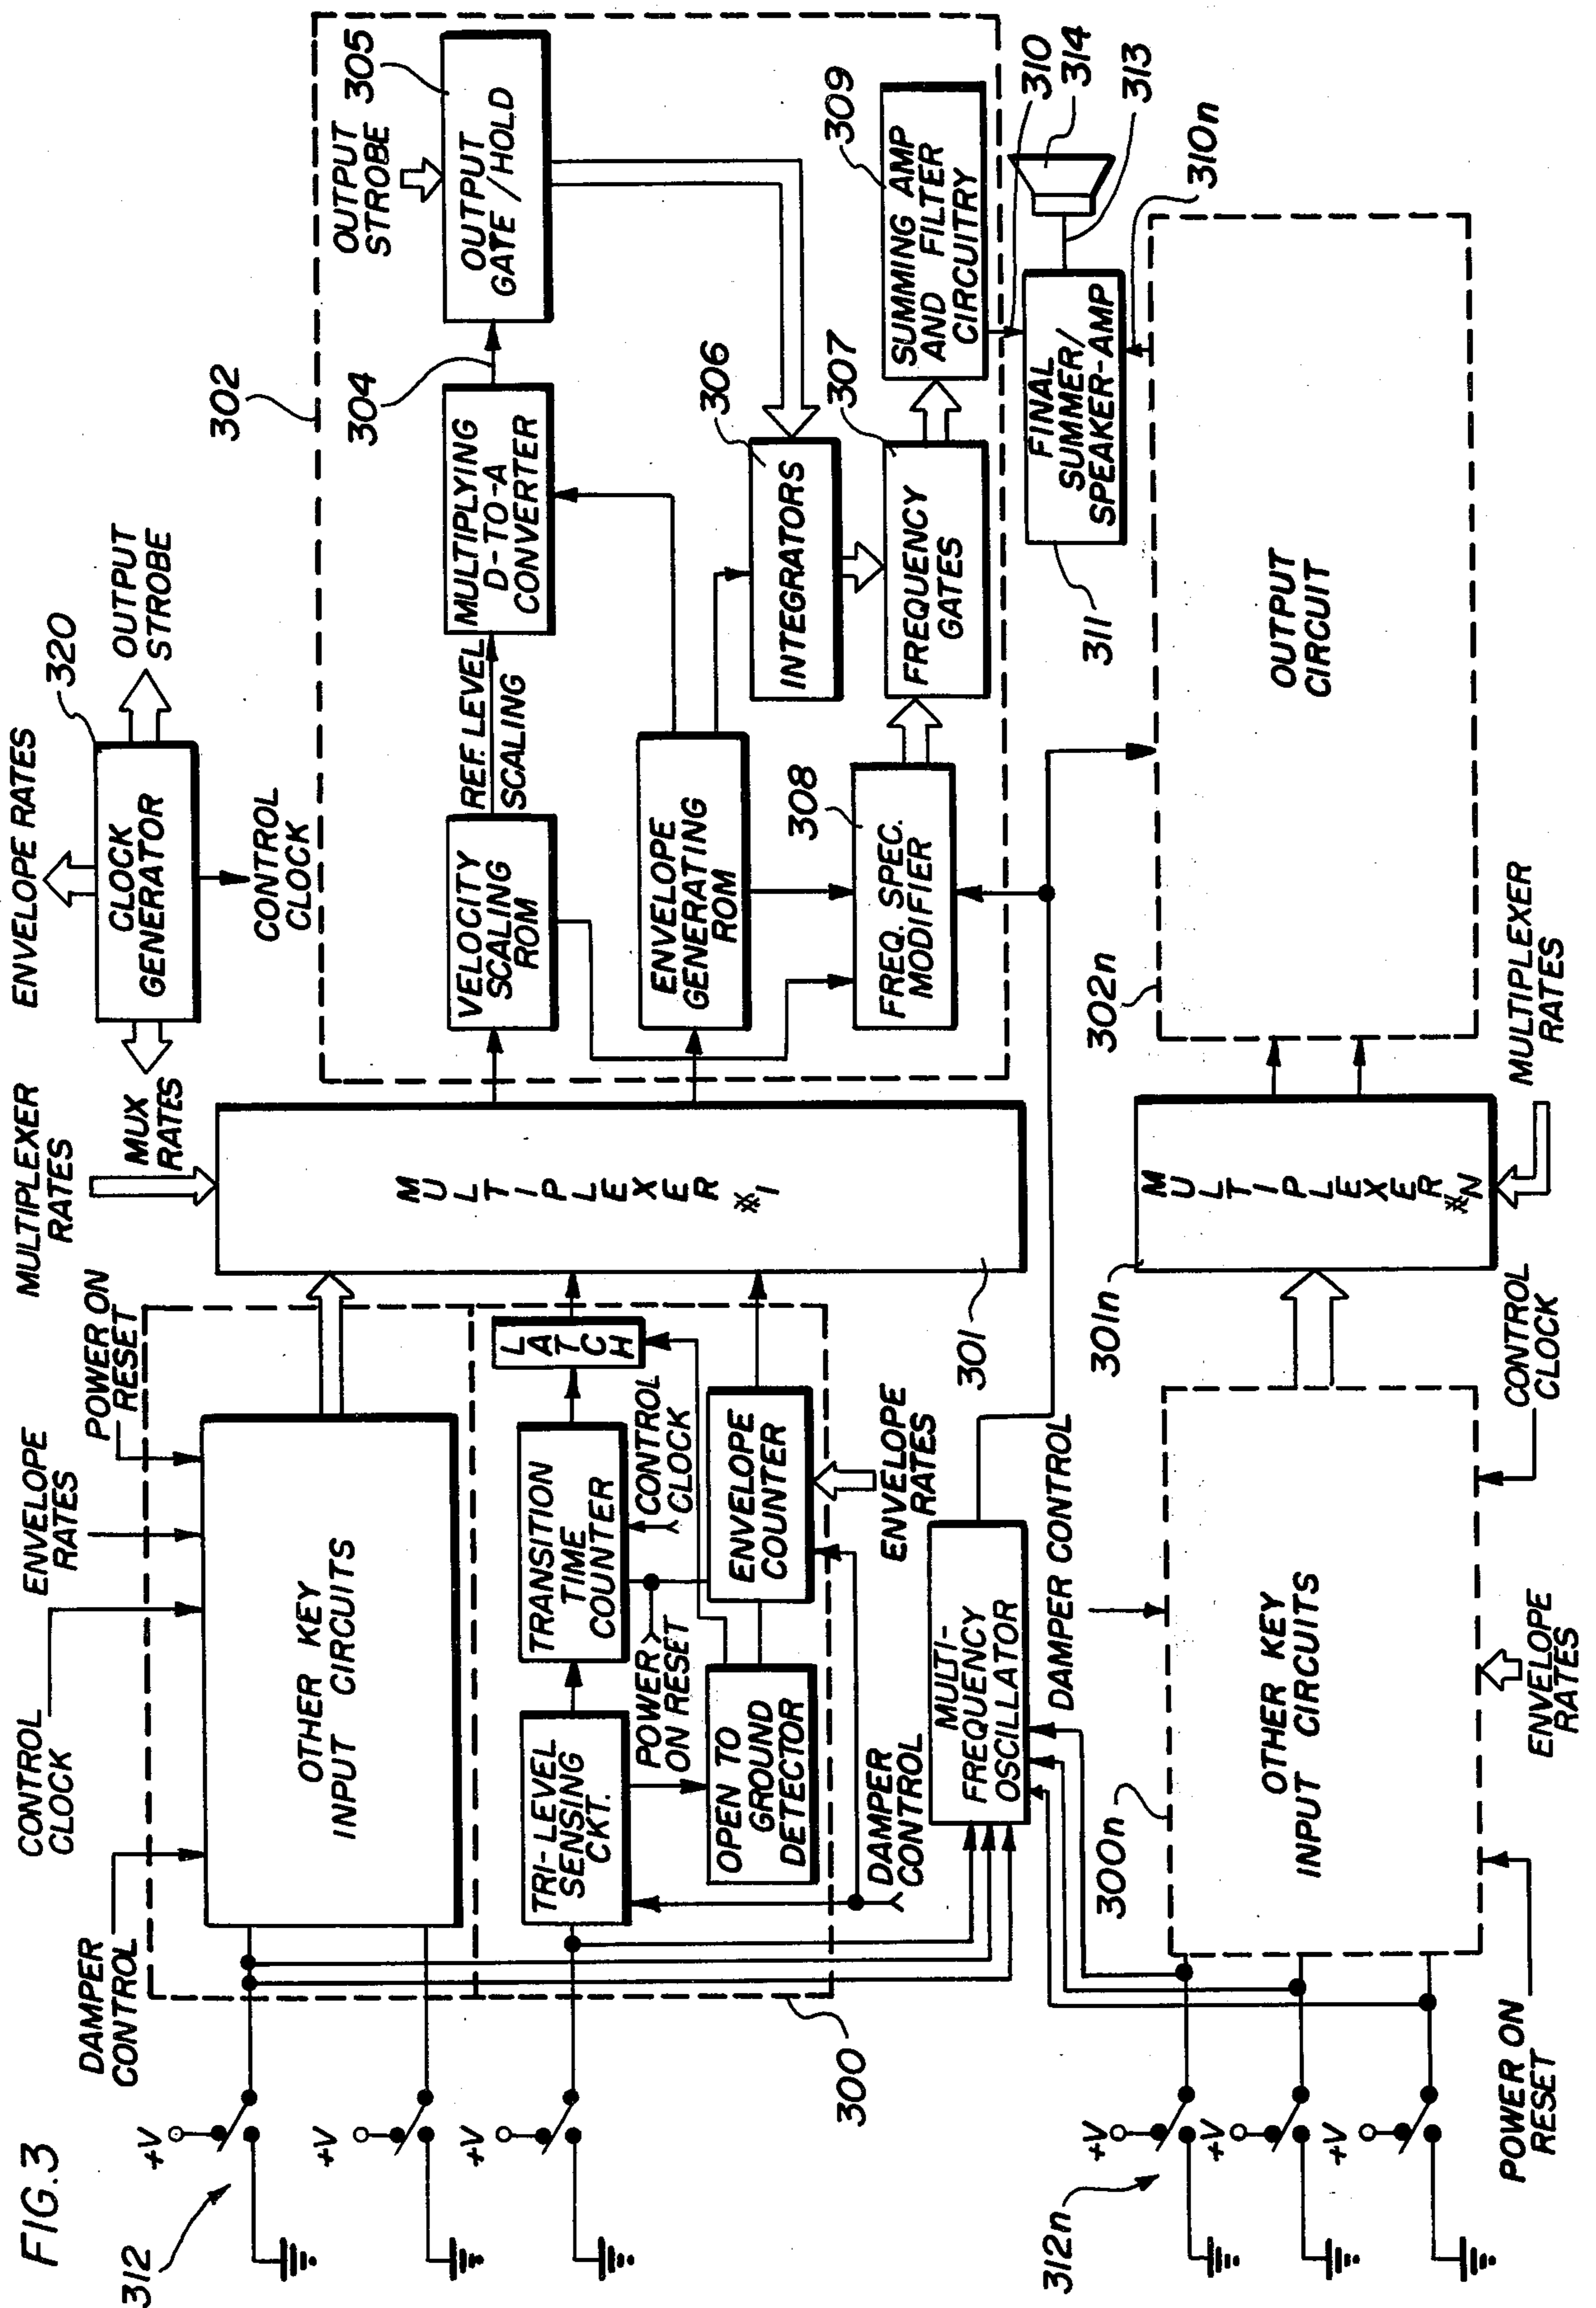 FIG.3
312
+V
+V
+V
DAMPER
CONTROL
CONTROL
CLOCK
ENVELOPE
RATES
POWER ON
RESET
OTHER KEY
INPUT CIRCUITS
TRI-LEVEL
SENSING
CKT.
TRANSITION
TIME
COUNTER
LATCH
CONTROL
CLOCK
POWER
ON RESET
OPEN TO
GROUND
DETECTOR
ENVELOPE
COUNTER
ENVELOPE
RATES
DAMPER
CONTROL
300
MULTIPLEXER
RATES
MULTIPLEXER #1
301
MULTI-
FREQUENCY
OSCILLATOR
ENVELOPE RATES
320
CLOCK
GENERATOR
MUX
RATES
OUTPUT
STROBE
CONTROL
CLOCK
302
VELOCITY
SCALING
ROM
REF. LEVEL
SCALING
MULTIPLYING
D-TO-A
CONVERTER
304
OUTPUT
STROBE
305
OUTPUT
GATE/HOLD
ENVELOPE
GENERATING
ROM
306
INTEGRATORS
308
FREQ. SPEC.
MODIFIER
307
FREQUENCY
GATES
309
SUMMING AMP
AND FILTER
CIRCUITRY
310
314
313
FINAL
SUMMER/
SPEAKER-AMP
311
310n
312n
+V
+V
+V
POWER ON
RESET
300n
DAMPER CONTROL
OTHER KEY
INPUT CIRCUITS
ENVELOPE
RATES
CONTROL
CLOCK
301n
MULTIPLEXER #N
MULTIPLEXER
RATES
302n
OUTPUT
CIRCUIT